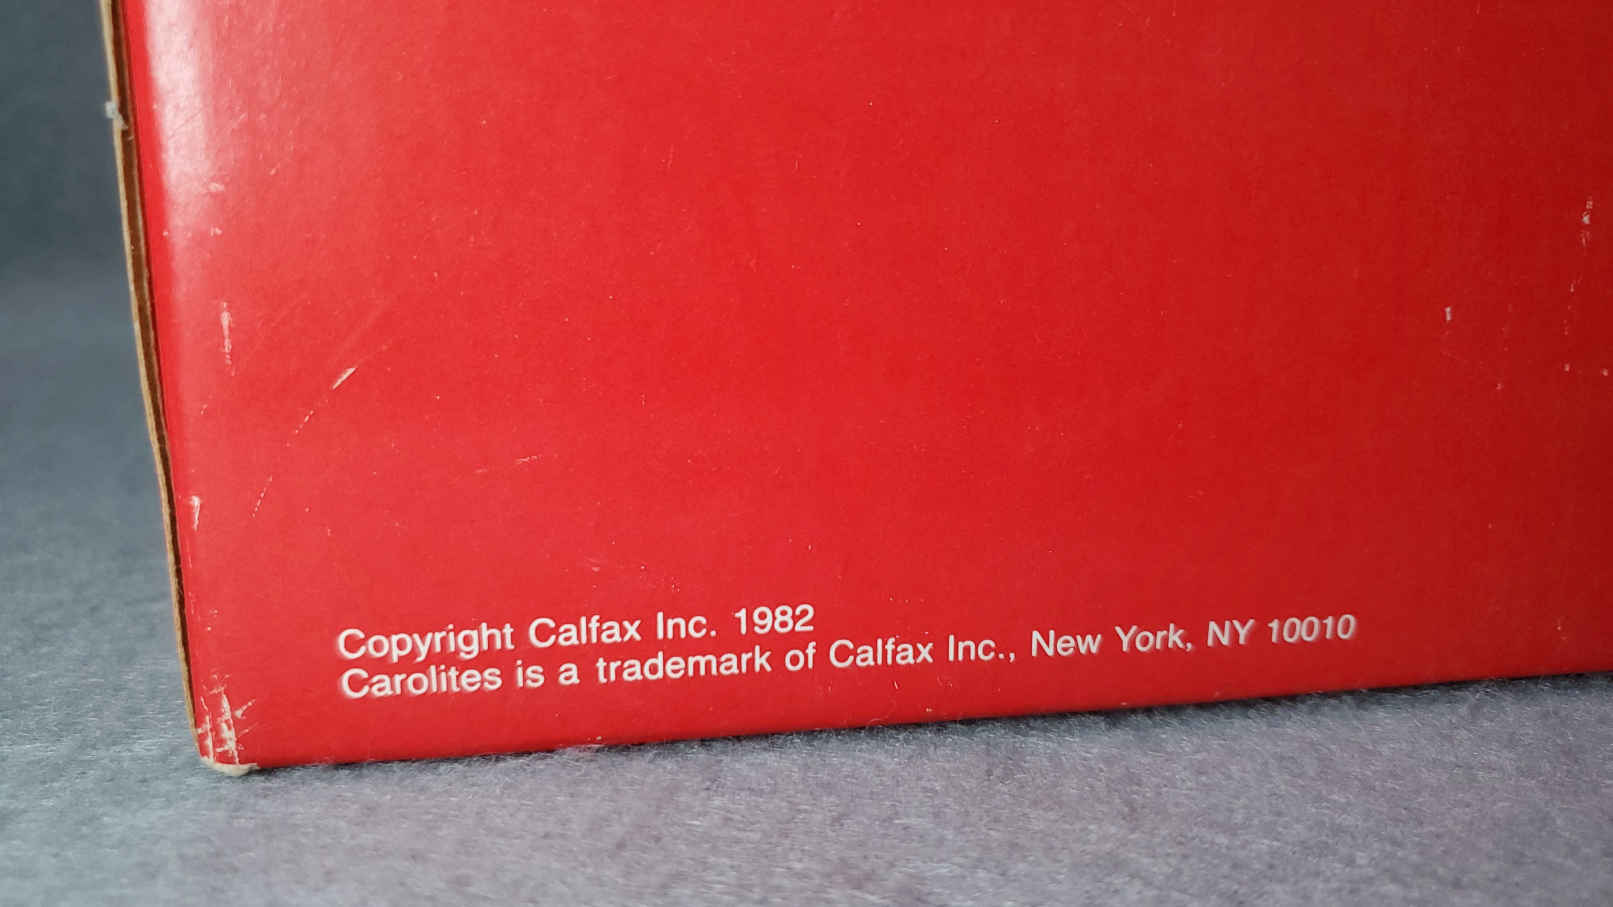 Copyright Calfax Inc. 1982
Carolites is a trademark of Calfax Inc., New York, NY 10010